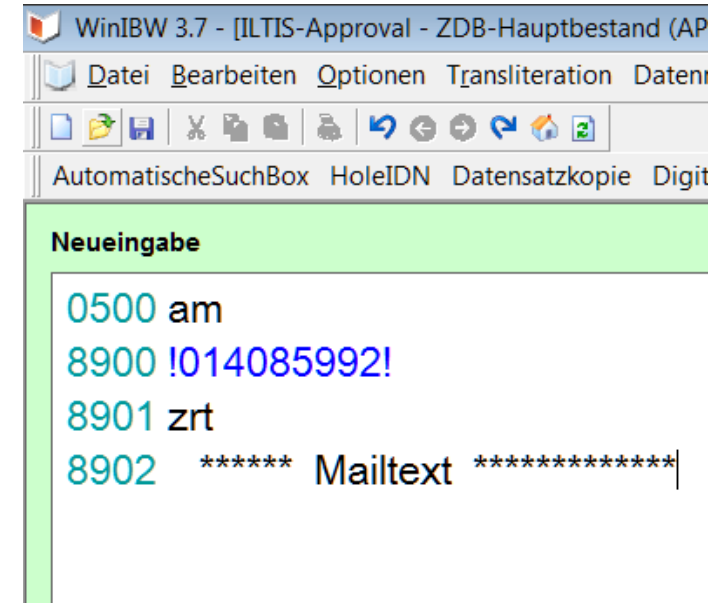 WinIBW 3.7 - [ILTIS-Approval - ZDB-Hauptbestand (AP
Datei Bearbeiten Optionen Transliteration Daten
AutomatischeSuchBox HoleIDN Datensatzkopie Digit
Neueingabe
0500 am
8900 !014085992!
8901 zrt
8902 ****** Mailtext *************